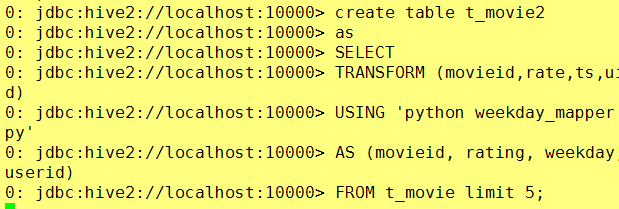 0: jdbc:hive2://localhost:10000> create table t_movie2
0: jdbc:hive2://localhost:10000> as
0: jdbc:hive2://localhost:10000> SELECT
0: jdbc:hive2://localhost:10000> TRANSFORM (movieid,rate,ts,ui
d)
0: jdbc:hive2://localhost:10000> USING 'python weekday_mapper
py'
0: jdbc:hive2://localhost:10000> AS (movieid, rating, weekday,
userid)
0: jdbc:hive2://localhost:10000> FROM t_movie limit 5;